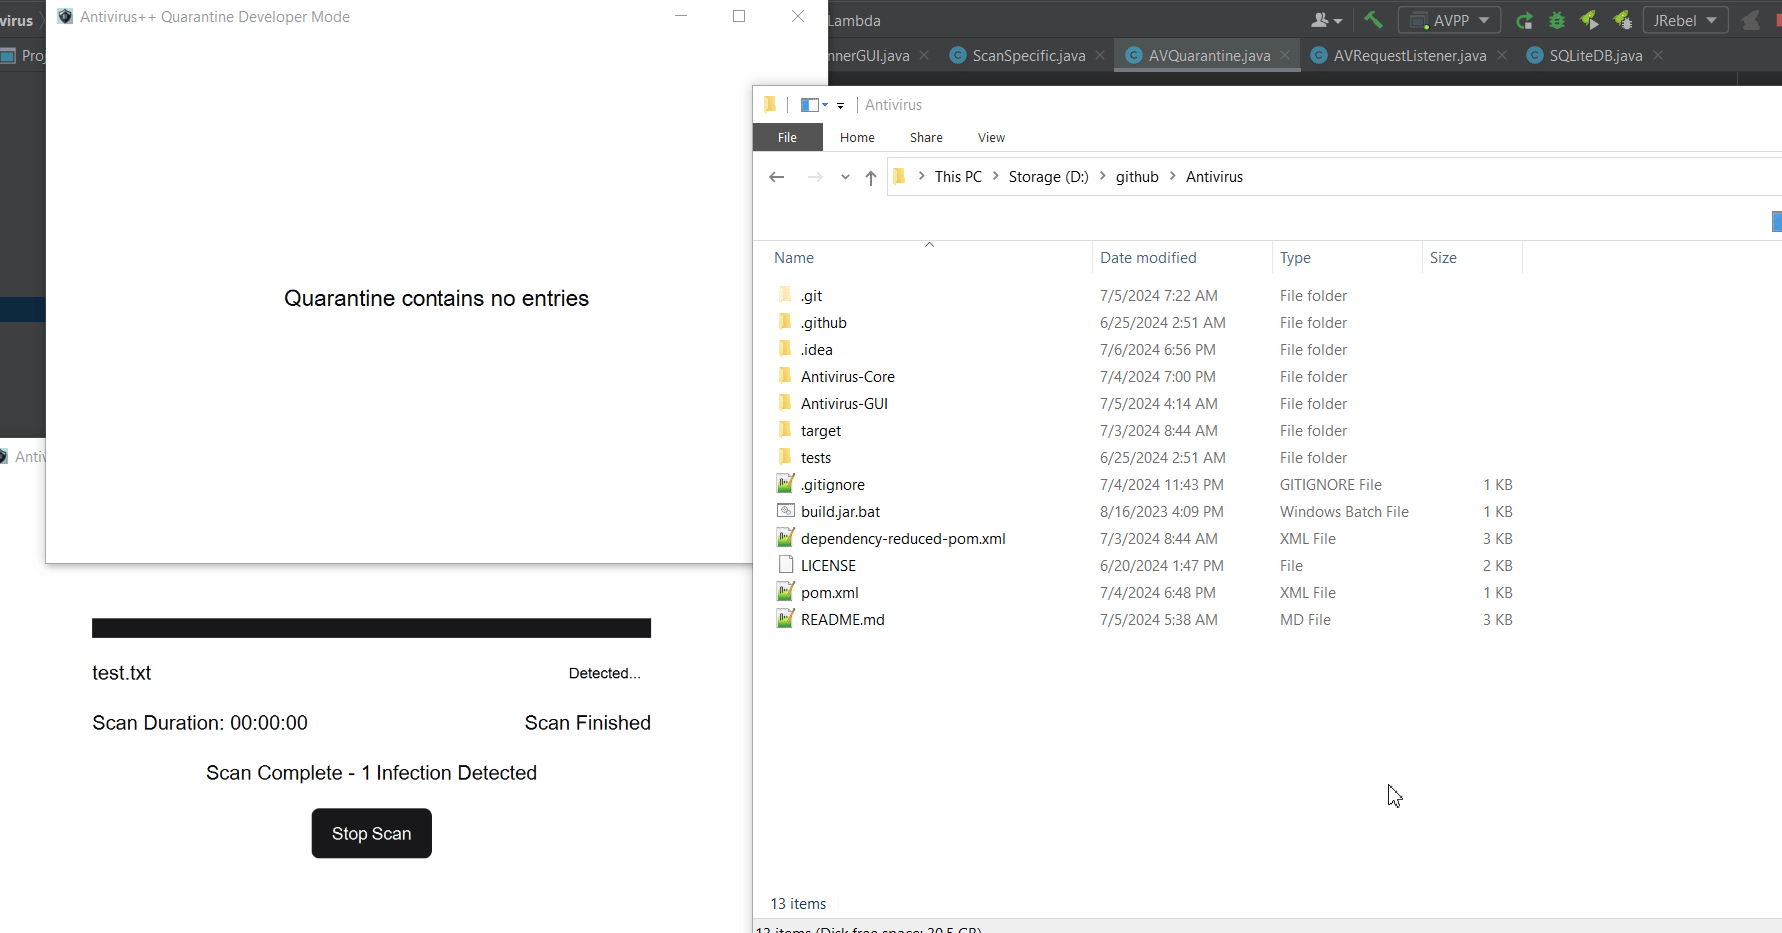 virus
Antivirus++ Quarantine Developer Mode
Lambda
AVPP
JRebel
Proj
nnerGUI.java
ScanSpecific.java
AVQuarantine.java
AVRequestListener.java
SQLiteDB.java
Quarantine contains no entries
Antiv
test.txt
Detected...
Scan Duration: 00:00:00
Scan Finished
Scan Complete - 1 Infection Detected
Stop Scan
Antivirus
File Home Share View
This PC > Storage (D:) > github > Antivirus
Name Date modified Type Size
.git 7/5/2024 7:22 AM File folder
.github 6/25/2024 2:51 AM File folder
.idea 7/6/2024 6:56 PM File folder
Antivirus-Core 7/4/2024 7:00 PM File folder
Antivirus-GUI 7/5/2024 4:14 AM File folder
target 7/3/2024 8:44 AM File folder
tests 6/25/2024 2:51 AM File folder
.gitignore 7/4/2024 11:43 PM GITIGNORE File 1 KB
build.jar.bat 8/16/2023 4:09 PM Windows Batch File 1 KB
dependency-reduced-pom.xml 7/3/2024 8:44 AM XML File 3 KB
LICENSE 6/20/2024 1:47 PM File 2 KB
pom.xml 7/4/2024 6:48 PM XML File 1 KB
README.md 7/5/2024 5:38 AM MD File 3 KB
13 items
13 items (Disk free space: 30.5 GB)